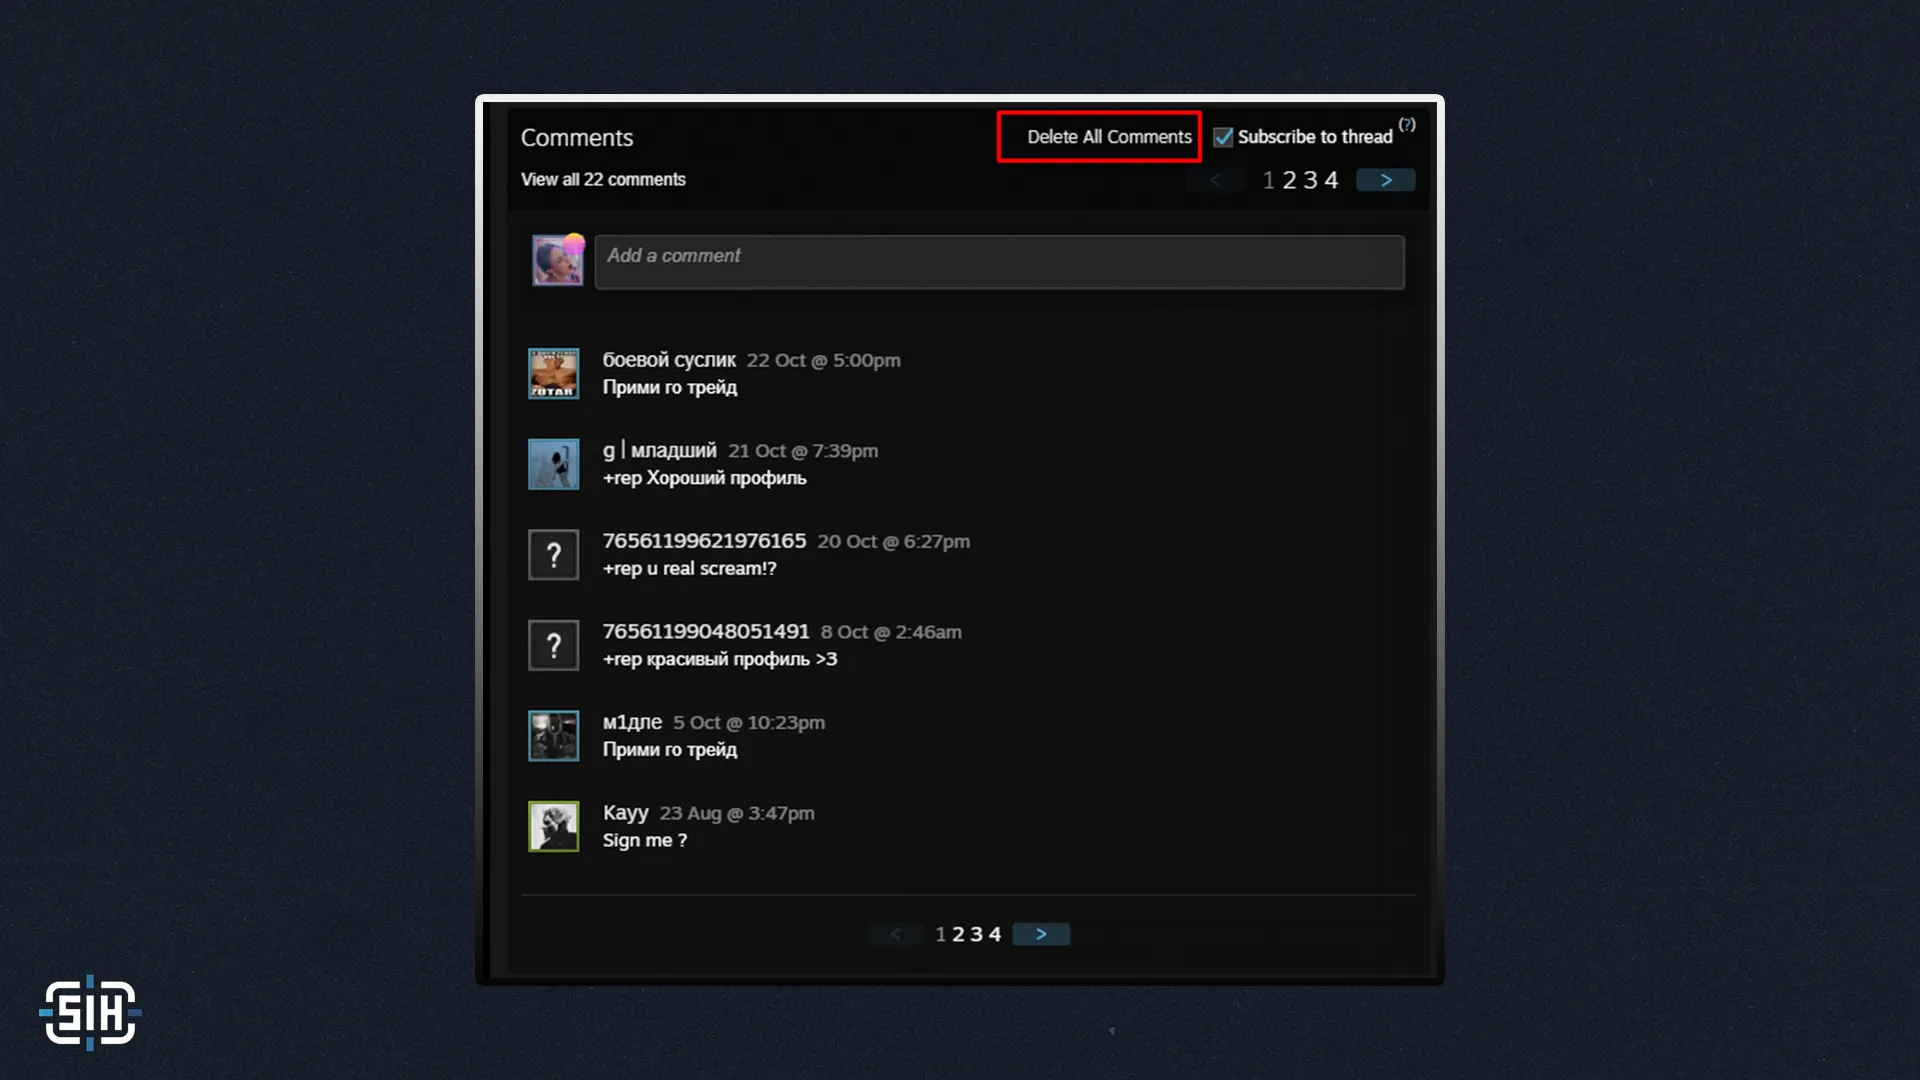 Comments
Delete All Comments
Subscribe to thread (?)
View all 22 comments
< 1 2 3 4 >
Add a comment
боевой суслик 22 Oct @ 5:00pm
Прими го трейд
g | младший 21 Oct @ 7:39pm
+rep Хороший профиль
? 76561199621976165 20 Oct @ 6:27pm
+rep u real scream!?
? 76561199048051491 8 Oct @ 2:46am
+rep красивый профиль >3
м1дле 5 Oct @ 10:23pm
Прими го трейд
Kayy 23 Aug @ 3:47pm
Sign me ?
< 1 2 3 4 >
SIH